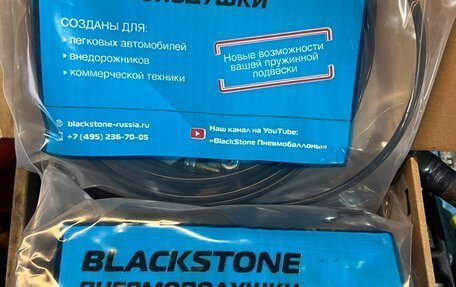 СОЗДАНЫ ДЛЯ:
• легковых автомобилей
• внедорожников
• коммерческой техники
Новые возможности
вашей пружинной
подвески
blackstone-russia.ru
+7 (495) 236-70-05
Наш канал на YouTube:
«BlackStone Пневмобаллоны»
BLACKSTONE